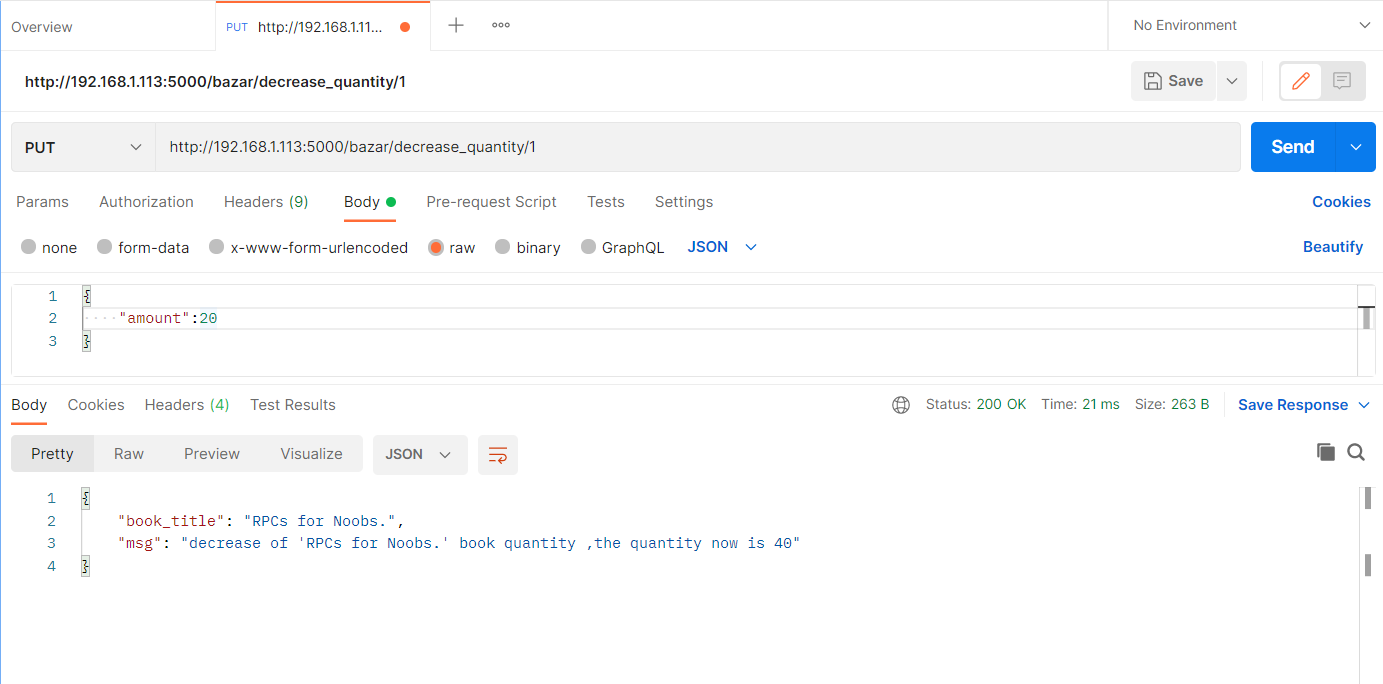 Overview
PUT http://192.168.1.11...
No Environment
http://192.168.1.113:5000/bazar/decrease_quantity/1
Save
PUT
http://192.168.1.113:5000/bazar/decrease_quantity/1
Send
Params Authorization Headers (9) Body Pre-request Script Tests Settings Cookies
none form-data x-www-form-urlencoded raw binary GraphQL JSON Beautify
1 {
2 ····"amount":20
3 }
Body Cookies Headers (4) Test Results Status: 200 OK Time: 21 ms Size: 263 B Save Response
Pretty Raw Preview Visualize JSON
1 {
2 "book_title": "RPCs for Noobs.",
3 "msg": "decrease of 'RPCs for Noobs.' book quantity ,the quantity now is 40"
4 }